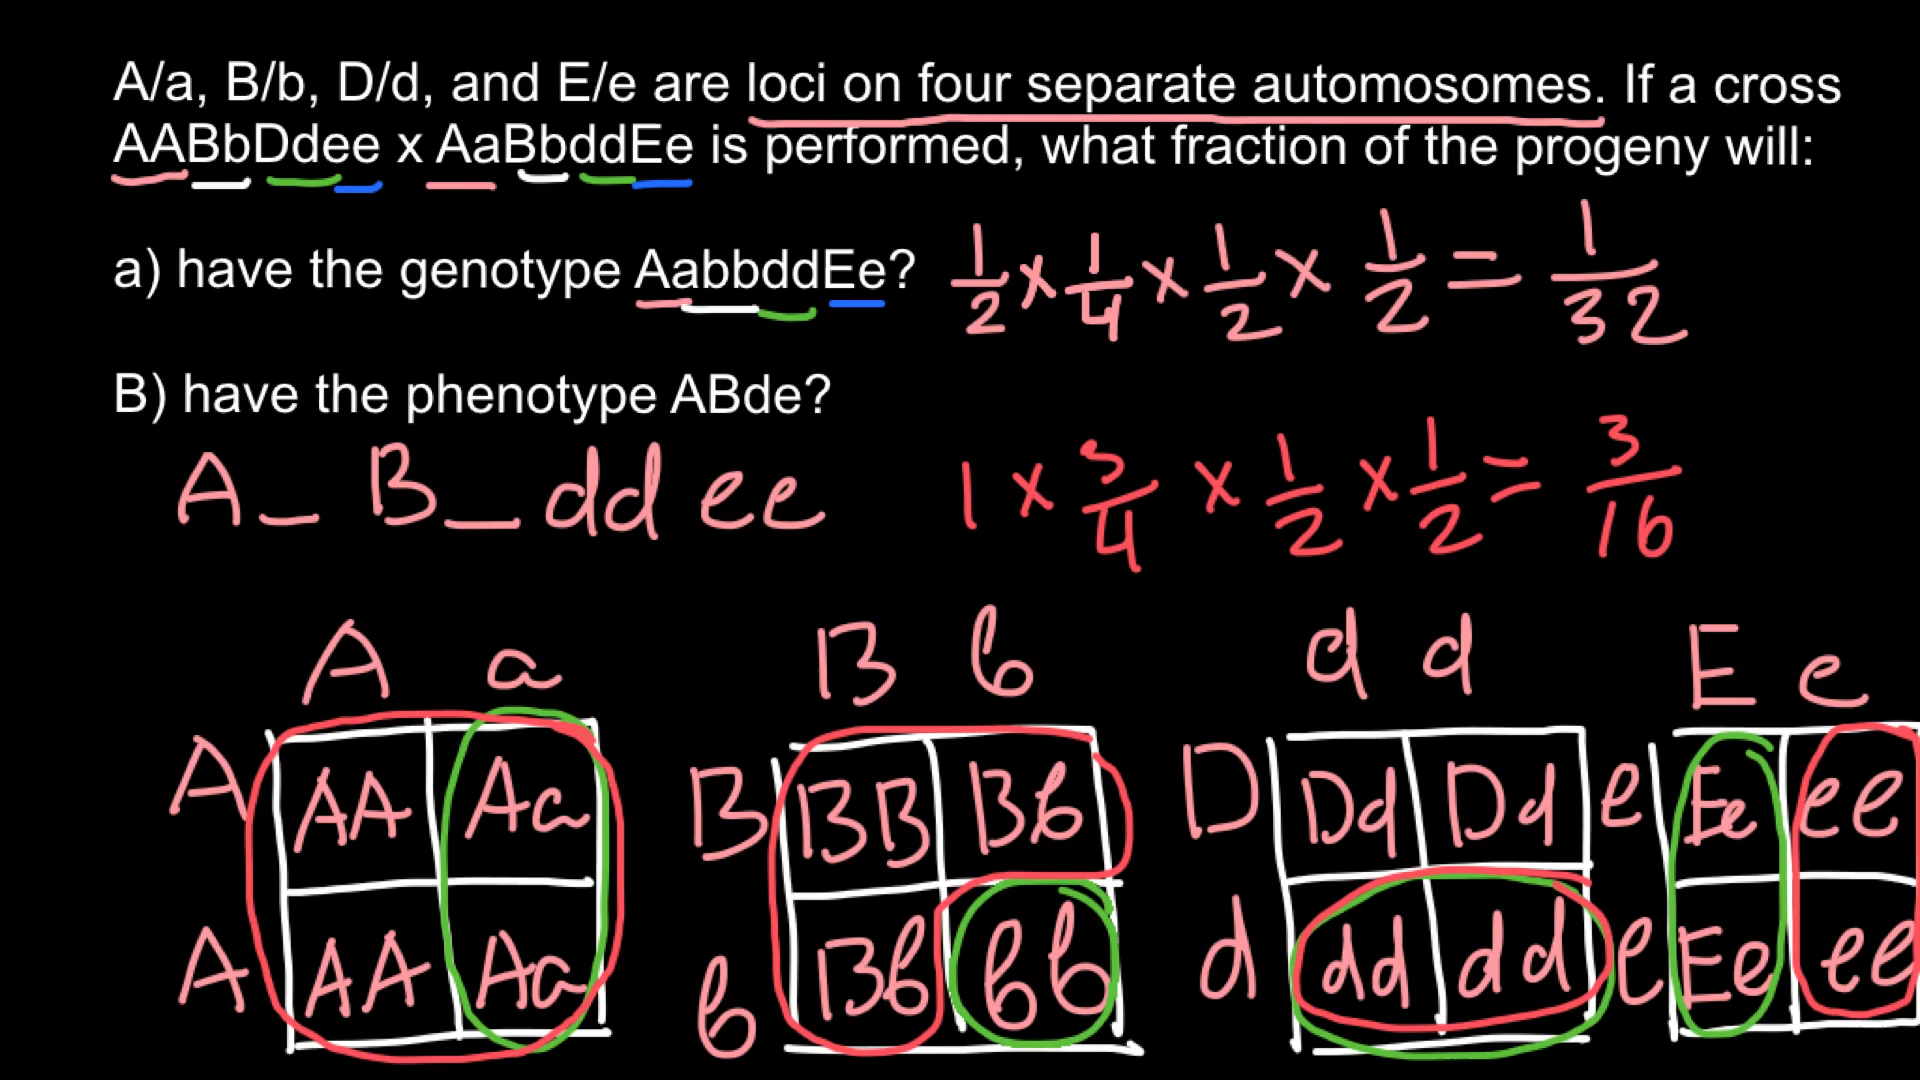 A/a, B/b, D/d, and E/e are loci on four separate automosomes. If a cross
AABbDdee x AaBbddEe is performed, what fraction of the progeny will:
a) have the genotype AabbddEe? 1/2 x 1/4 x 1/2 x 1/2 = 1/32
B) have the phenotype ABde?
A_ B_ dd ee 1 x 3/4 x 1/2 x 1/2 = 3/16
A a B b d d E e
A AA Aa B BB Bb D Dd Dd e Ee ee
A AA Aa b Bb bb d dd dd e Ee ee